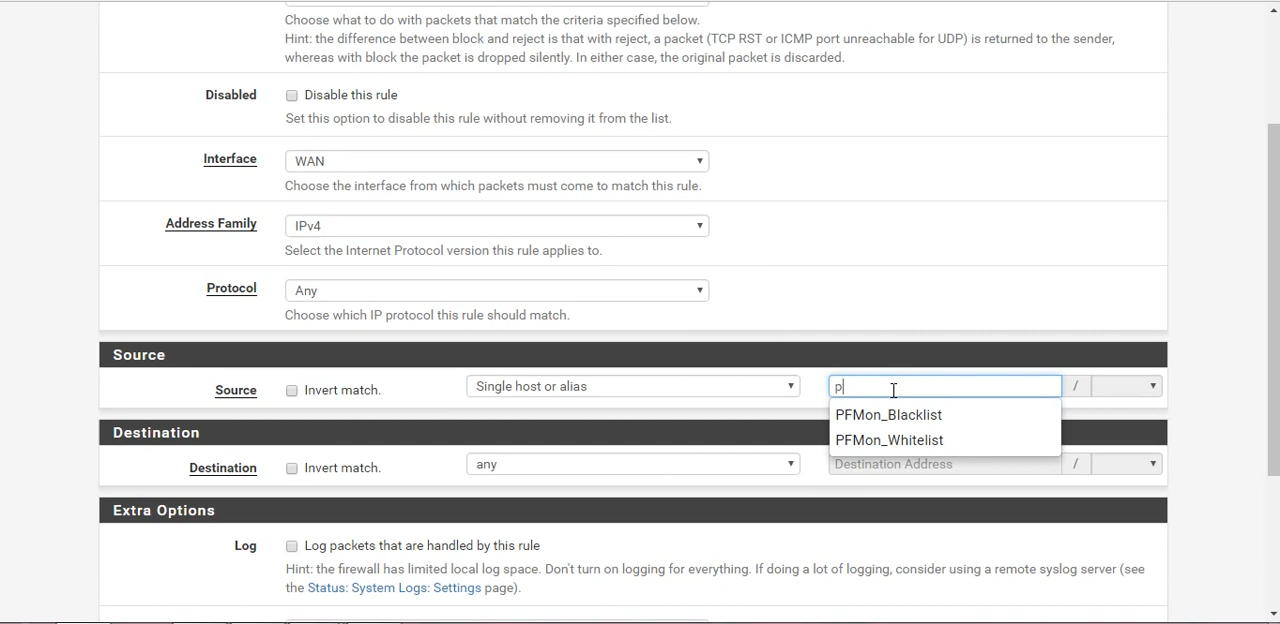 Choose what to do with packets that match the criteria specified below.
Hint: the difference between block and reject is that with reject, a packet (TCP RST or ICMP port unreachable for UDP) is returned to the sender,
whereas with block the packet is dropped silently. In either case, the original packet is discarded.
Disabled Disable this rule
Set this option to disable this rule without removing it from the list.
Interface WAN
Choose the interface from which packets must come to match this rule.
Address Family IPv4
Select the Internet Protocol version this rule applies to.
Protocol Any
Choose which IP protocol this rule should match.
Source
Source Invert match. Single host or alias p /
PFMon_Blacklist
PFMon_Whitelist
Destination
Destination Invert match. any Destination Address /
Extra Options
Log Log packets that are handled by this rule
Hint: the firewall has limited local log space. Don't turn on logging for everything. If doing a lot of logging, consider using a remote syslog server (see
the Status: System Logs: Settings page).